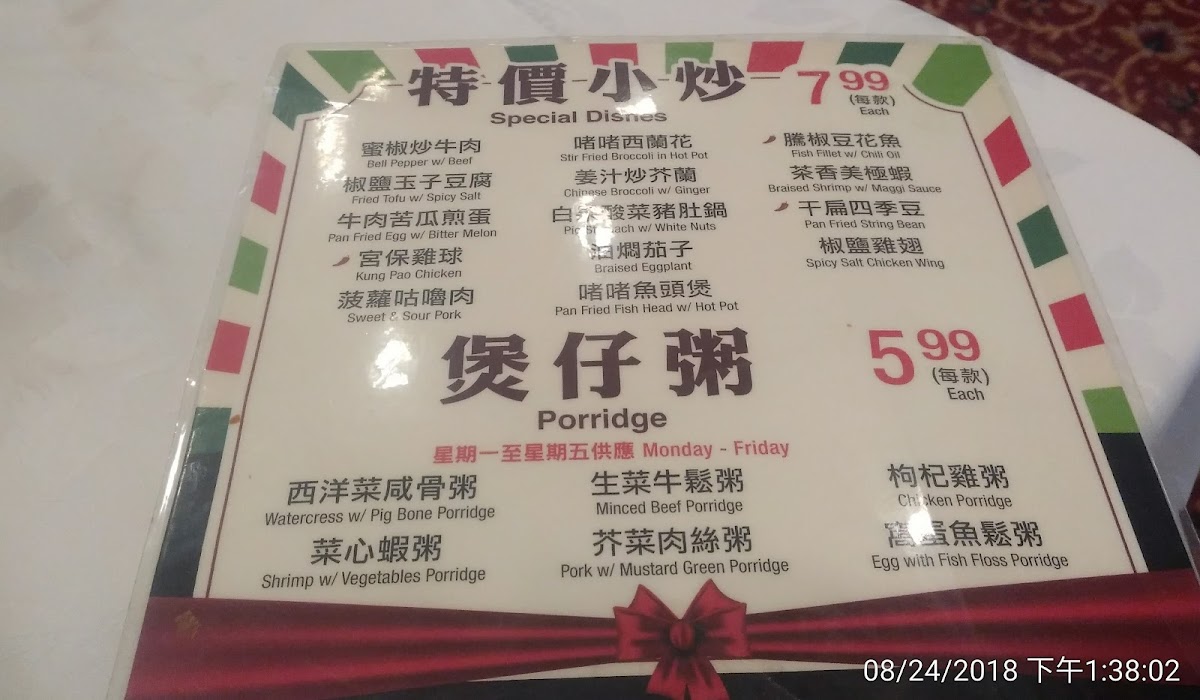 特價小炒 7 99
Special Dishes (每款)
Each
蜜椒炒牛肉
Bell Pepper w/ Beef
椒鹽玉子豆腐
Fried Tofu w/ Spicy Salt
牛肉苦瓜煎蛋
Pan Fried Egg w/ Bitter Melon
宮保雞球
Kung Pao Chicken
菠蘿咕嚕肉
Sweet & Sour Pork
啫啫西蘭花
Stir Fried Broccoli in Hot Pot
姜汁炒芥蘭
Chinese Broccoli w/ Ginger
白果酸菜豬肚鍋
Pig Stomach w/ White Nuts
油燜茄子
Braised Eggplant
啫啫魚頭煲
Pan Fried Fish Head w/ Hot Pot
騰椒豆花魚
Fish Fillet w/ Chili Oil
茶香美極蝦
Braised Shrimp w/ Maggi Sauce
干扁四季豆
Pan Fried String Bean
椒鹽雞翅
Spicy Salt Chicken Wing
煲仔粥 5 99
Porridge (每款)
Each
星期一至星期五供應 Monday - Friday
西洋菜咸骨粥
Watercress w/ Pig Bone Porridge
菜心蝦粥
Shrimp w/ Vegetables Porridge
生菜牛鬆粥
Minced Beef Porridge
芥菜肉絲粥
Pork w/ Mustard Green Porridge
枸杞雞粥
Chicken Porridge
窩蛋魚鬆粥
Egg with Fish Floss Porridge
08/24/2018 下午1:38:02